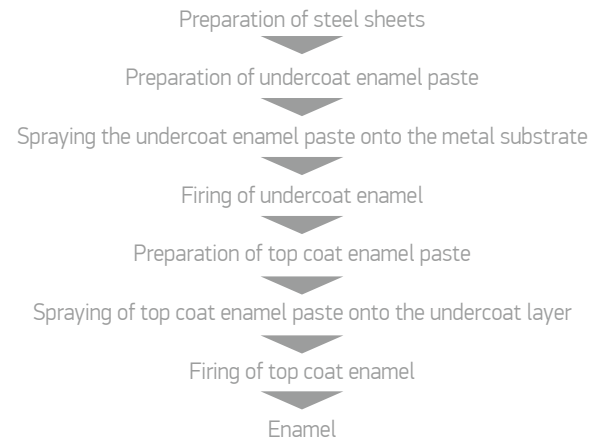 Preparation of steel sheets
Preparation of undercoat enamel paste
Spraying the undercoat enamel paste onto the metal substrate
Firing of undercoat enamel
Preparation of top coat enamel paste
Spraying of top coat enamel paste onto the undercoat layer
Firing of top coat enamel
Enamel